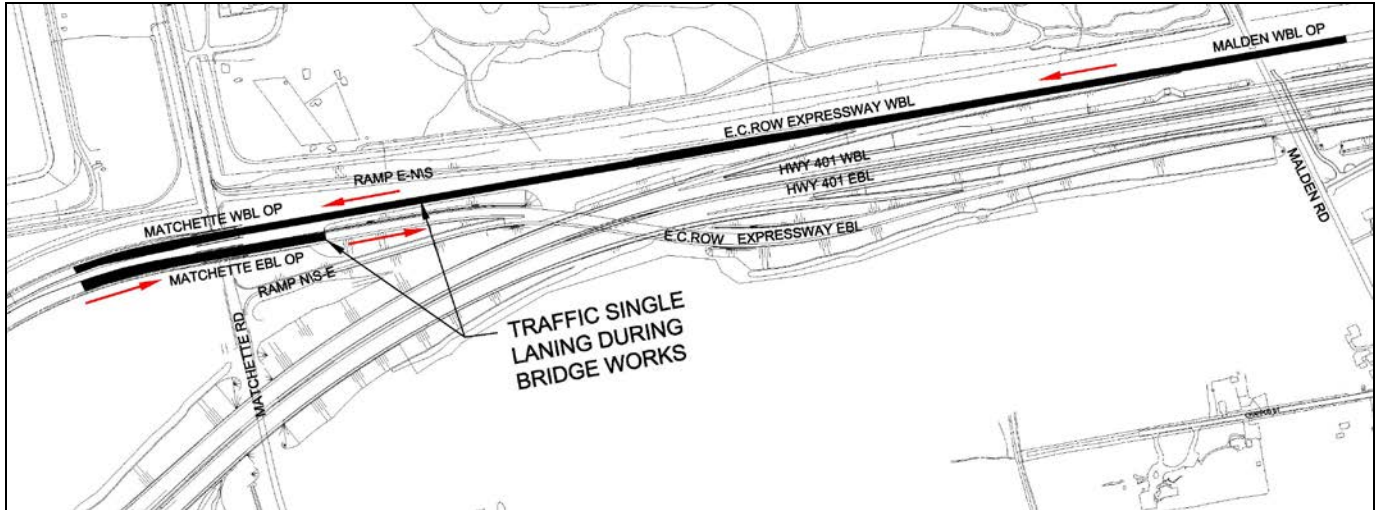 MALDEN WBL OP
E.C.ROW EXPRESSWAY WBL
HWY 401 WBL
RAMP E-N\S
HWY 401 EBL
MALDEN RD
MATCHETTE WBL OP
E.C.ROW EXPRESSWAY EBL
MATCHETTE EBL OP
RAMP N\S-E
MATCHETTE RD
TRAFFIC SINGLE
LANING DURING
BRIDGE WORKS